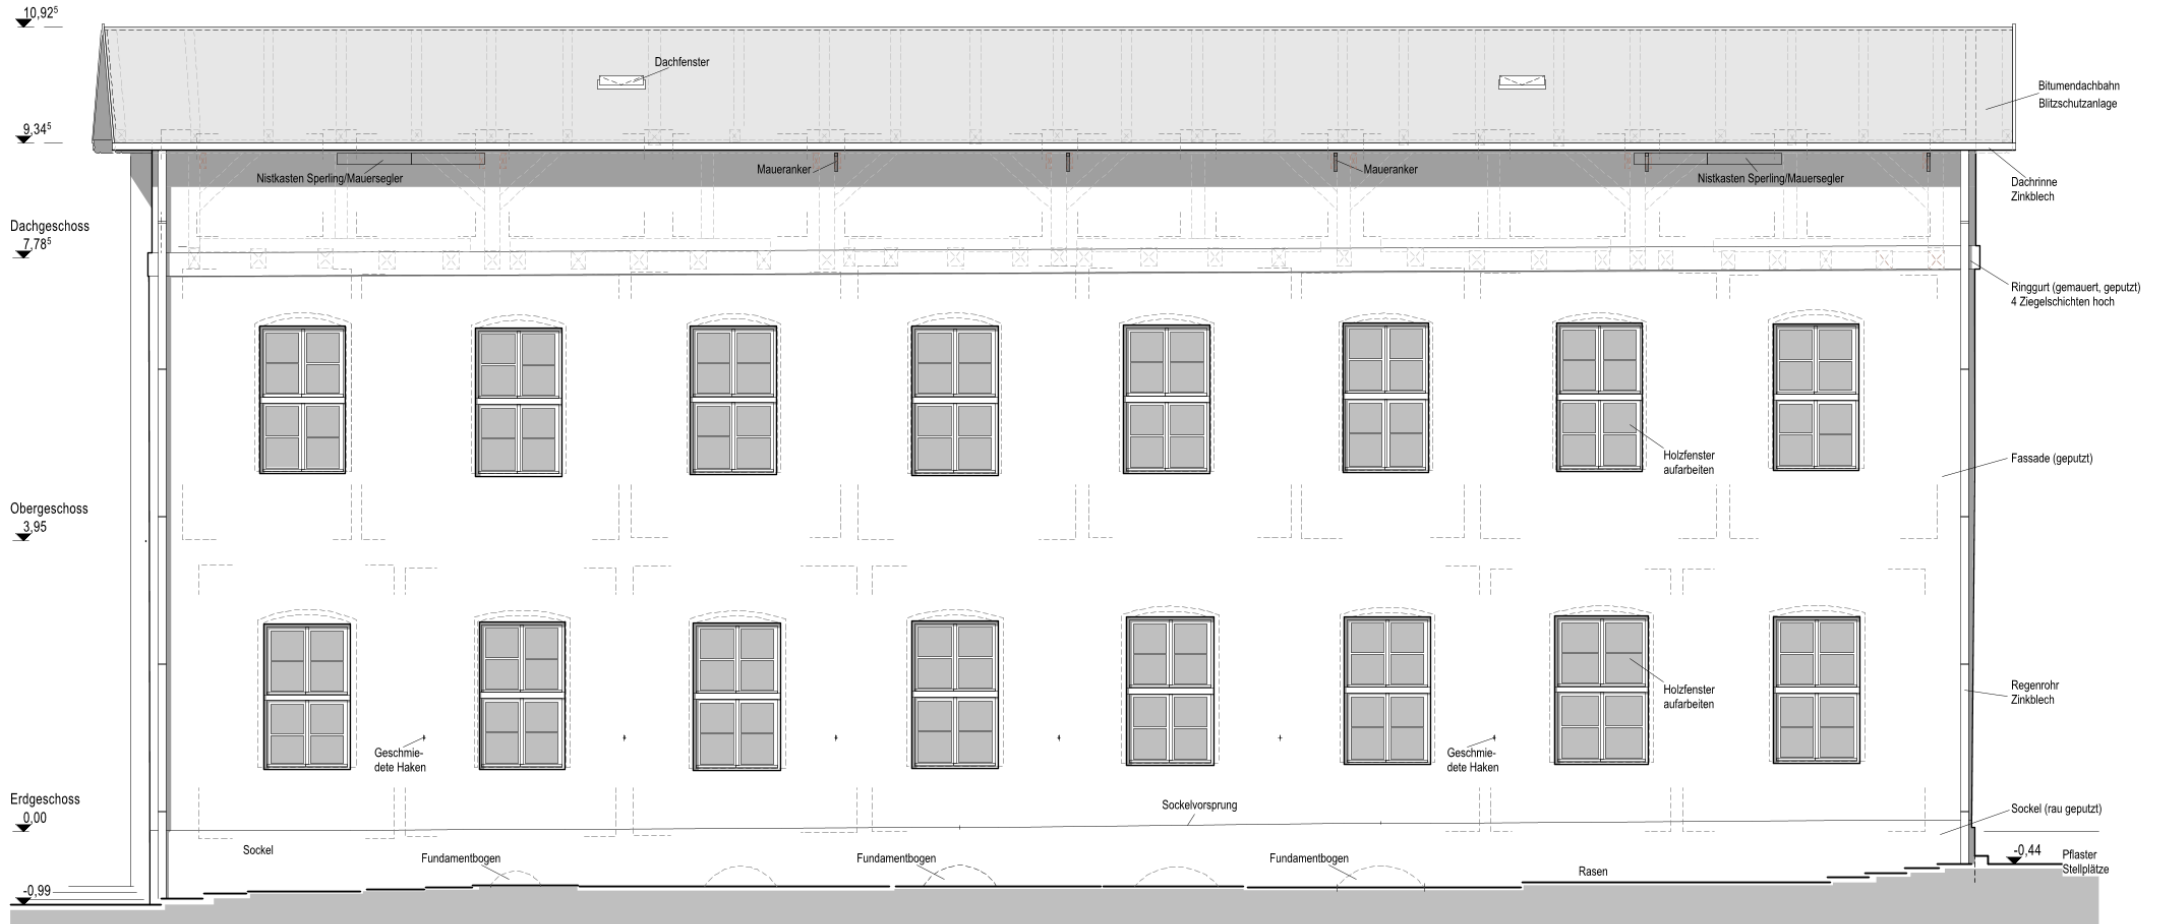 10,92⁵
Dachfenster
Bitumendachbahn
Blitzschutzanlage
9,34⁵
Maueranker
Maueranker
Nistkasten Sperling/Mauersegler
Nistkasten Sperling/Mauersegler
Dachrinne
Zinkblech
Dachgeschoss
7,78⁵
Ringgurt (gemauert, geputzt)
4 Ziegelschichten hoch
Holzfenster
aufarbeiten
Fassade (geputzt)
Obergeschoss
3,95
Holzfenster
aufarbeiten
Regenrohr
Zinkblech
Geschmie-
dete Haken
Geschmie-
dete Haken
Erdgeschoss
0,00
Sockelvorsprung
Sockel (rau geputzt)
Sockel
Fundamentbogen
Fundamentbogen
Fundamentbogen
Rasen
-0,44
Pflaster
Stellplätze
-0,99